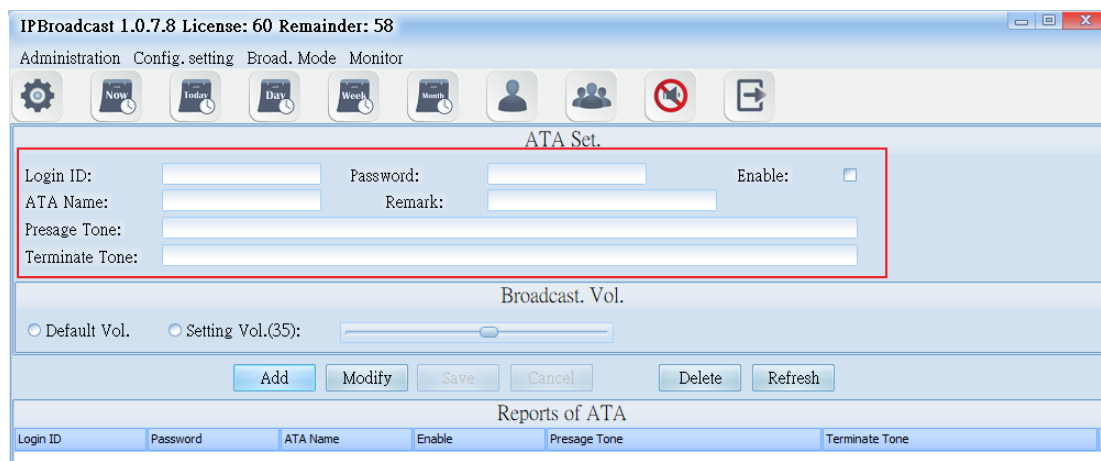 IPBroadcast 1.0.7.8 License: 60 Remainder: 58
Administration Config. setting Broad. Mode Monitor
Now Today Day Week Month
ATA Set.
Login ID: Password: Enable:
ATA Name: Remark:
Presage Tone:
Terminate Tone:
Broadcast. Vol.
Default Vol. Setting Vol.(35):
Add Modify Save Cancel Delete Refresh
Reports of ATA
Login ID Password ATA Name Enable Presage Tone Terminate Tone